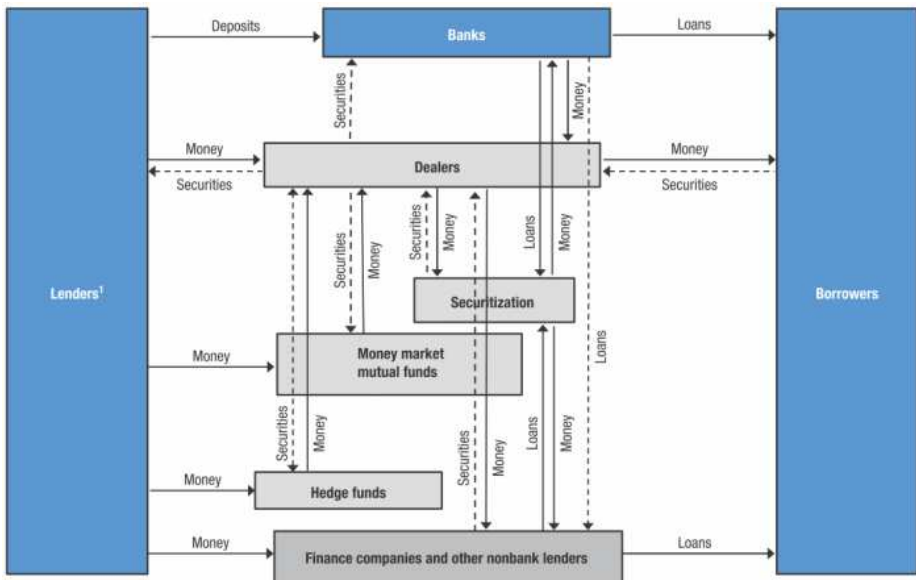 Deposits
Banks
Loans
Securities
Money
Money
Dealers
Money
Securities
Securities
Lenders1
Securities
Money
Securities
Money
Loans
Money
Securitization
Borrowers
Money
Money market
mutual funds
Loans
Securities
Money
Securities
Money
Loans
Money
Money
Hedge funds
Money
Finance companies and other nonbank lenders
Loans